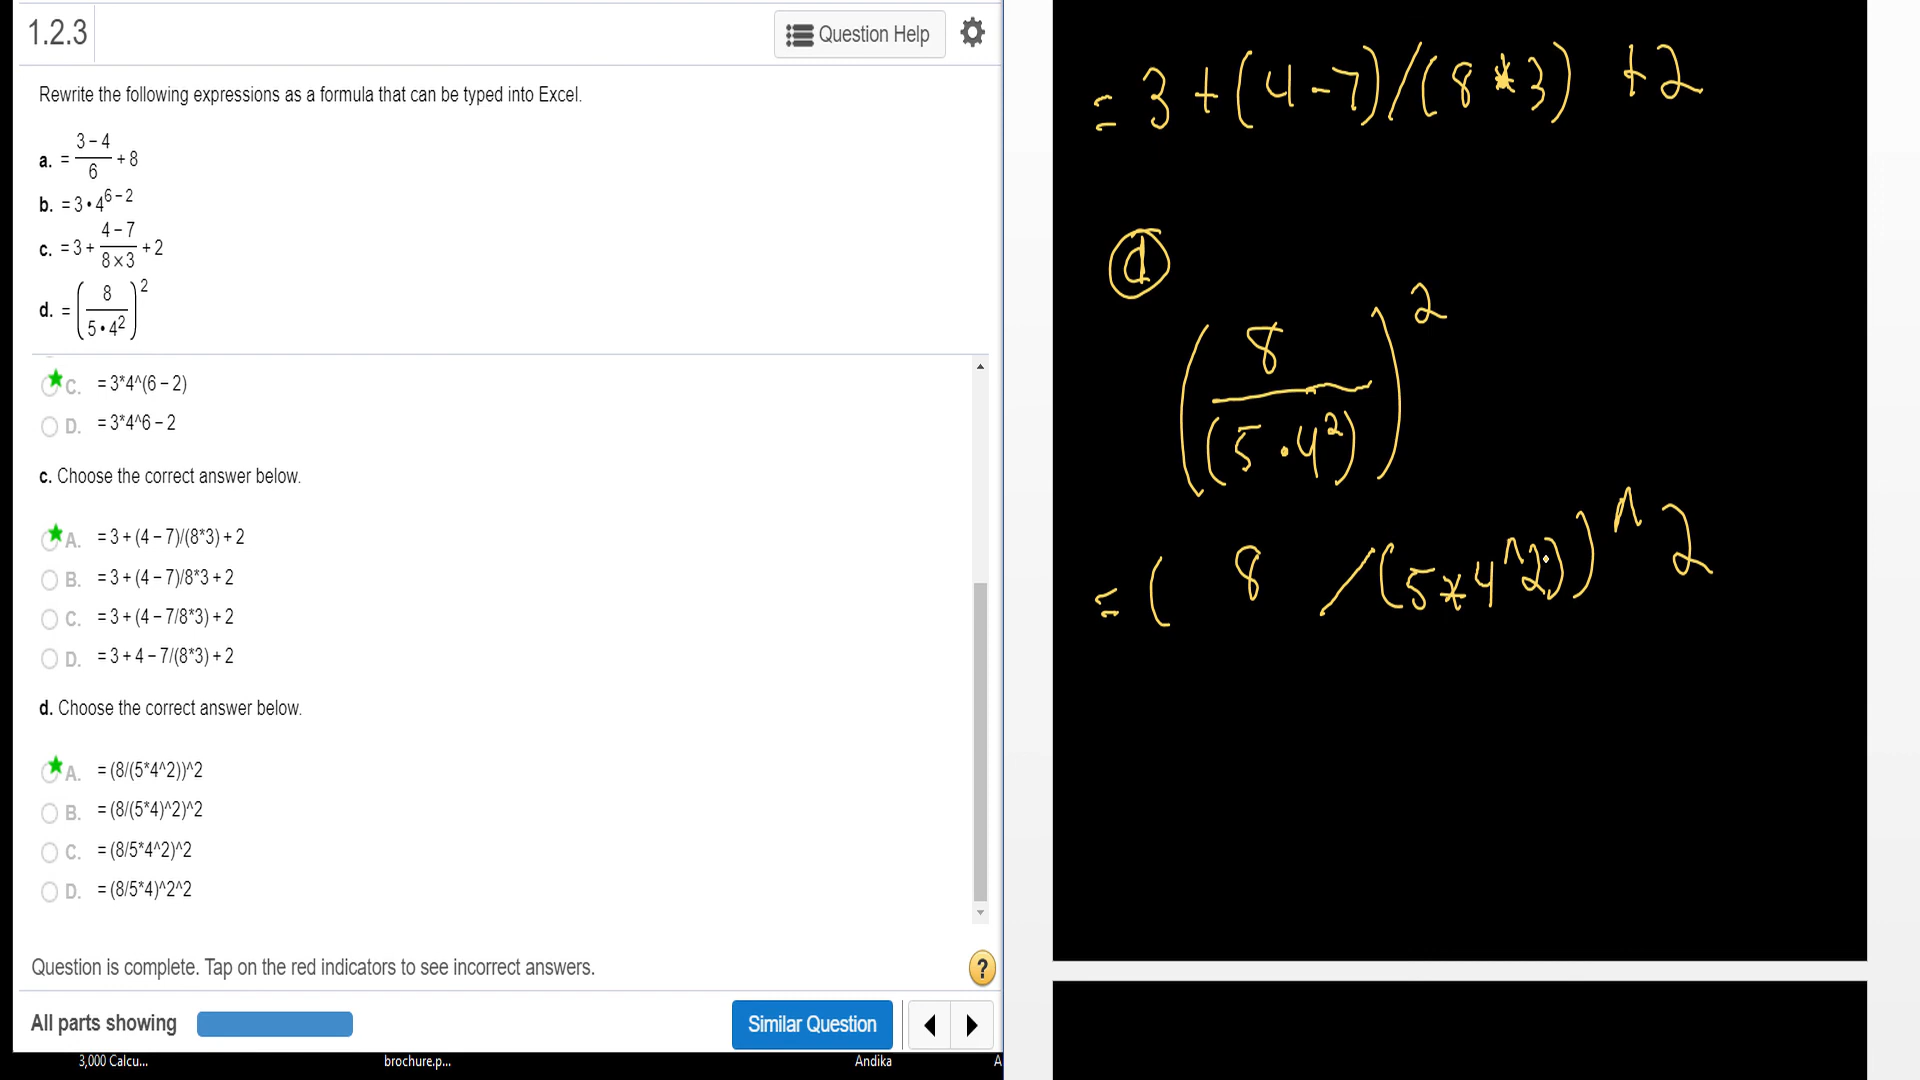 1.2.3
Question Help
Rewrite the following expressions as a formula that can be typed into Excel.
a. = (3 − 4)/6 + 8
b. = 3 • 4^(6 − 2)
c. = 3 + (4 − 7)/(8 × 3) + 2
d. = (8/(5 • 4²))²
C. = 3*4^(6 − 2)
D. = 3*4^6 − 2
c. Choose the correct answer below.
A. = 3 + (4 − 7)/(8*3) + 2
B. = 3 + (4 − 7)/8*3 + 2
C. = 3 + (4 − 7/8*3) + 2
D. = 3 + 4 − 7/(8*3) + 2
d. Choose the correct answer below.
A. = (8/(5*4^2))^2
B. = (8/(5*4)^2)^2
C. = (8/5*4^2)^2
D. = (8/5*4)^2^2
Question is complete. Tap on the red indicators to see incorrect answers.
?
All parts showing
Similar Question
3,000 Calcu...
brochure.p...
Andika
A
= 3 + (4 - 7)/(8 * 3) + 2
d
(8/(5 · 4²))²
= ( 8 /(5*4^2))^2